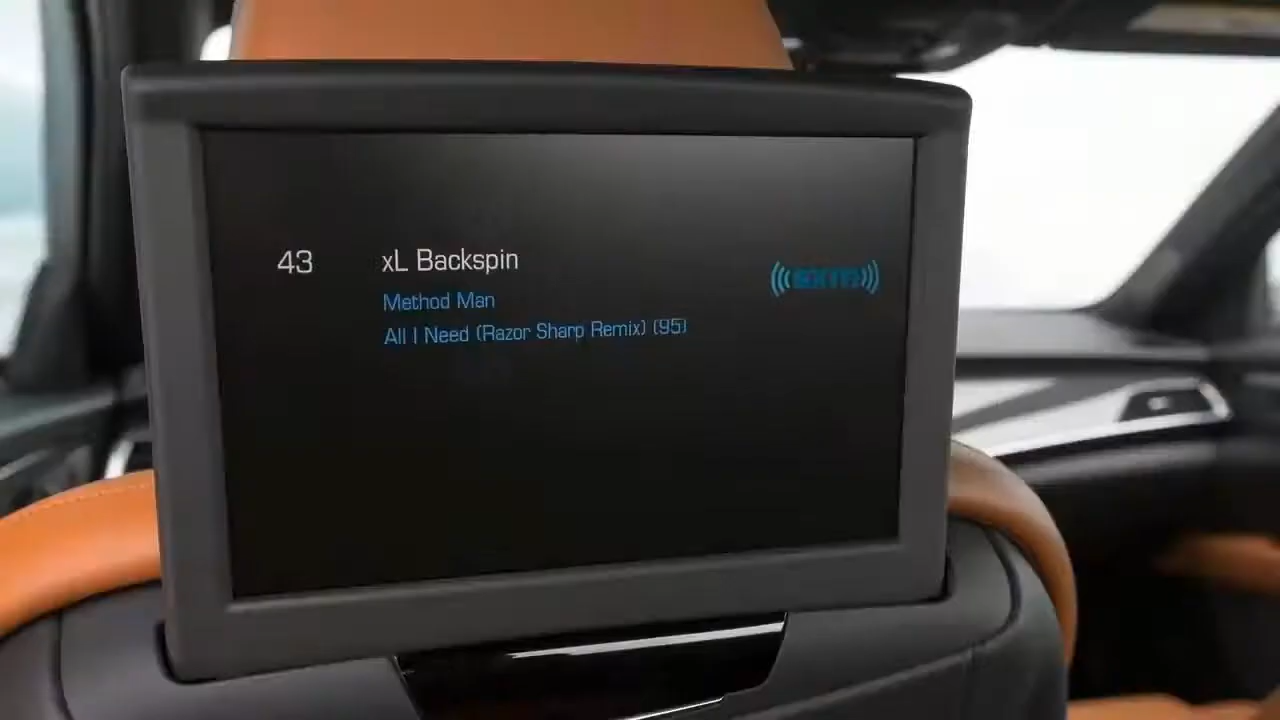 43 xL Backspin
Method Man
All I Need (Razor Sharp Remix) (95)